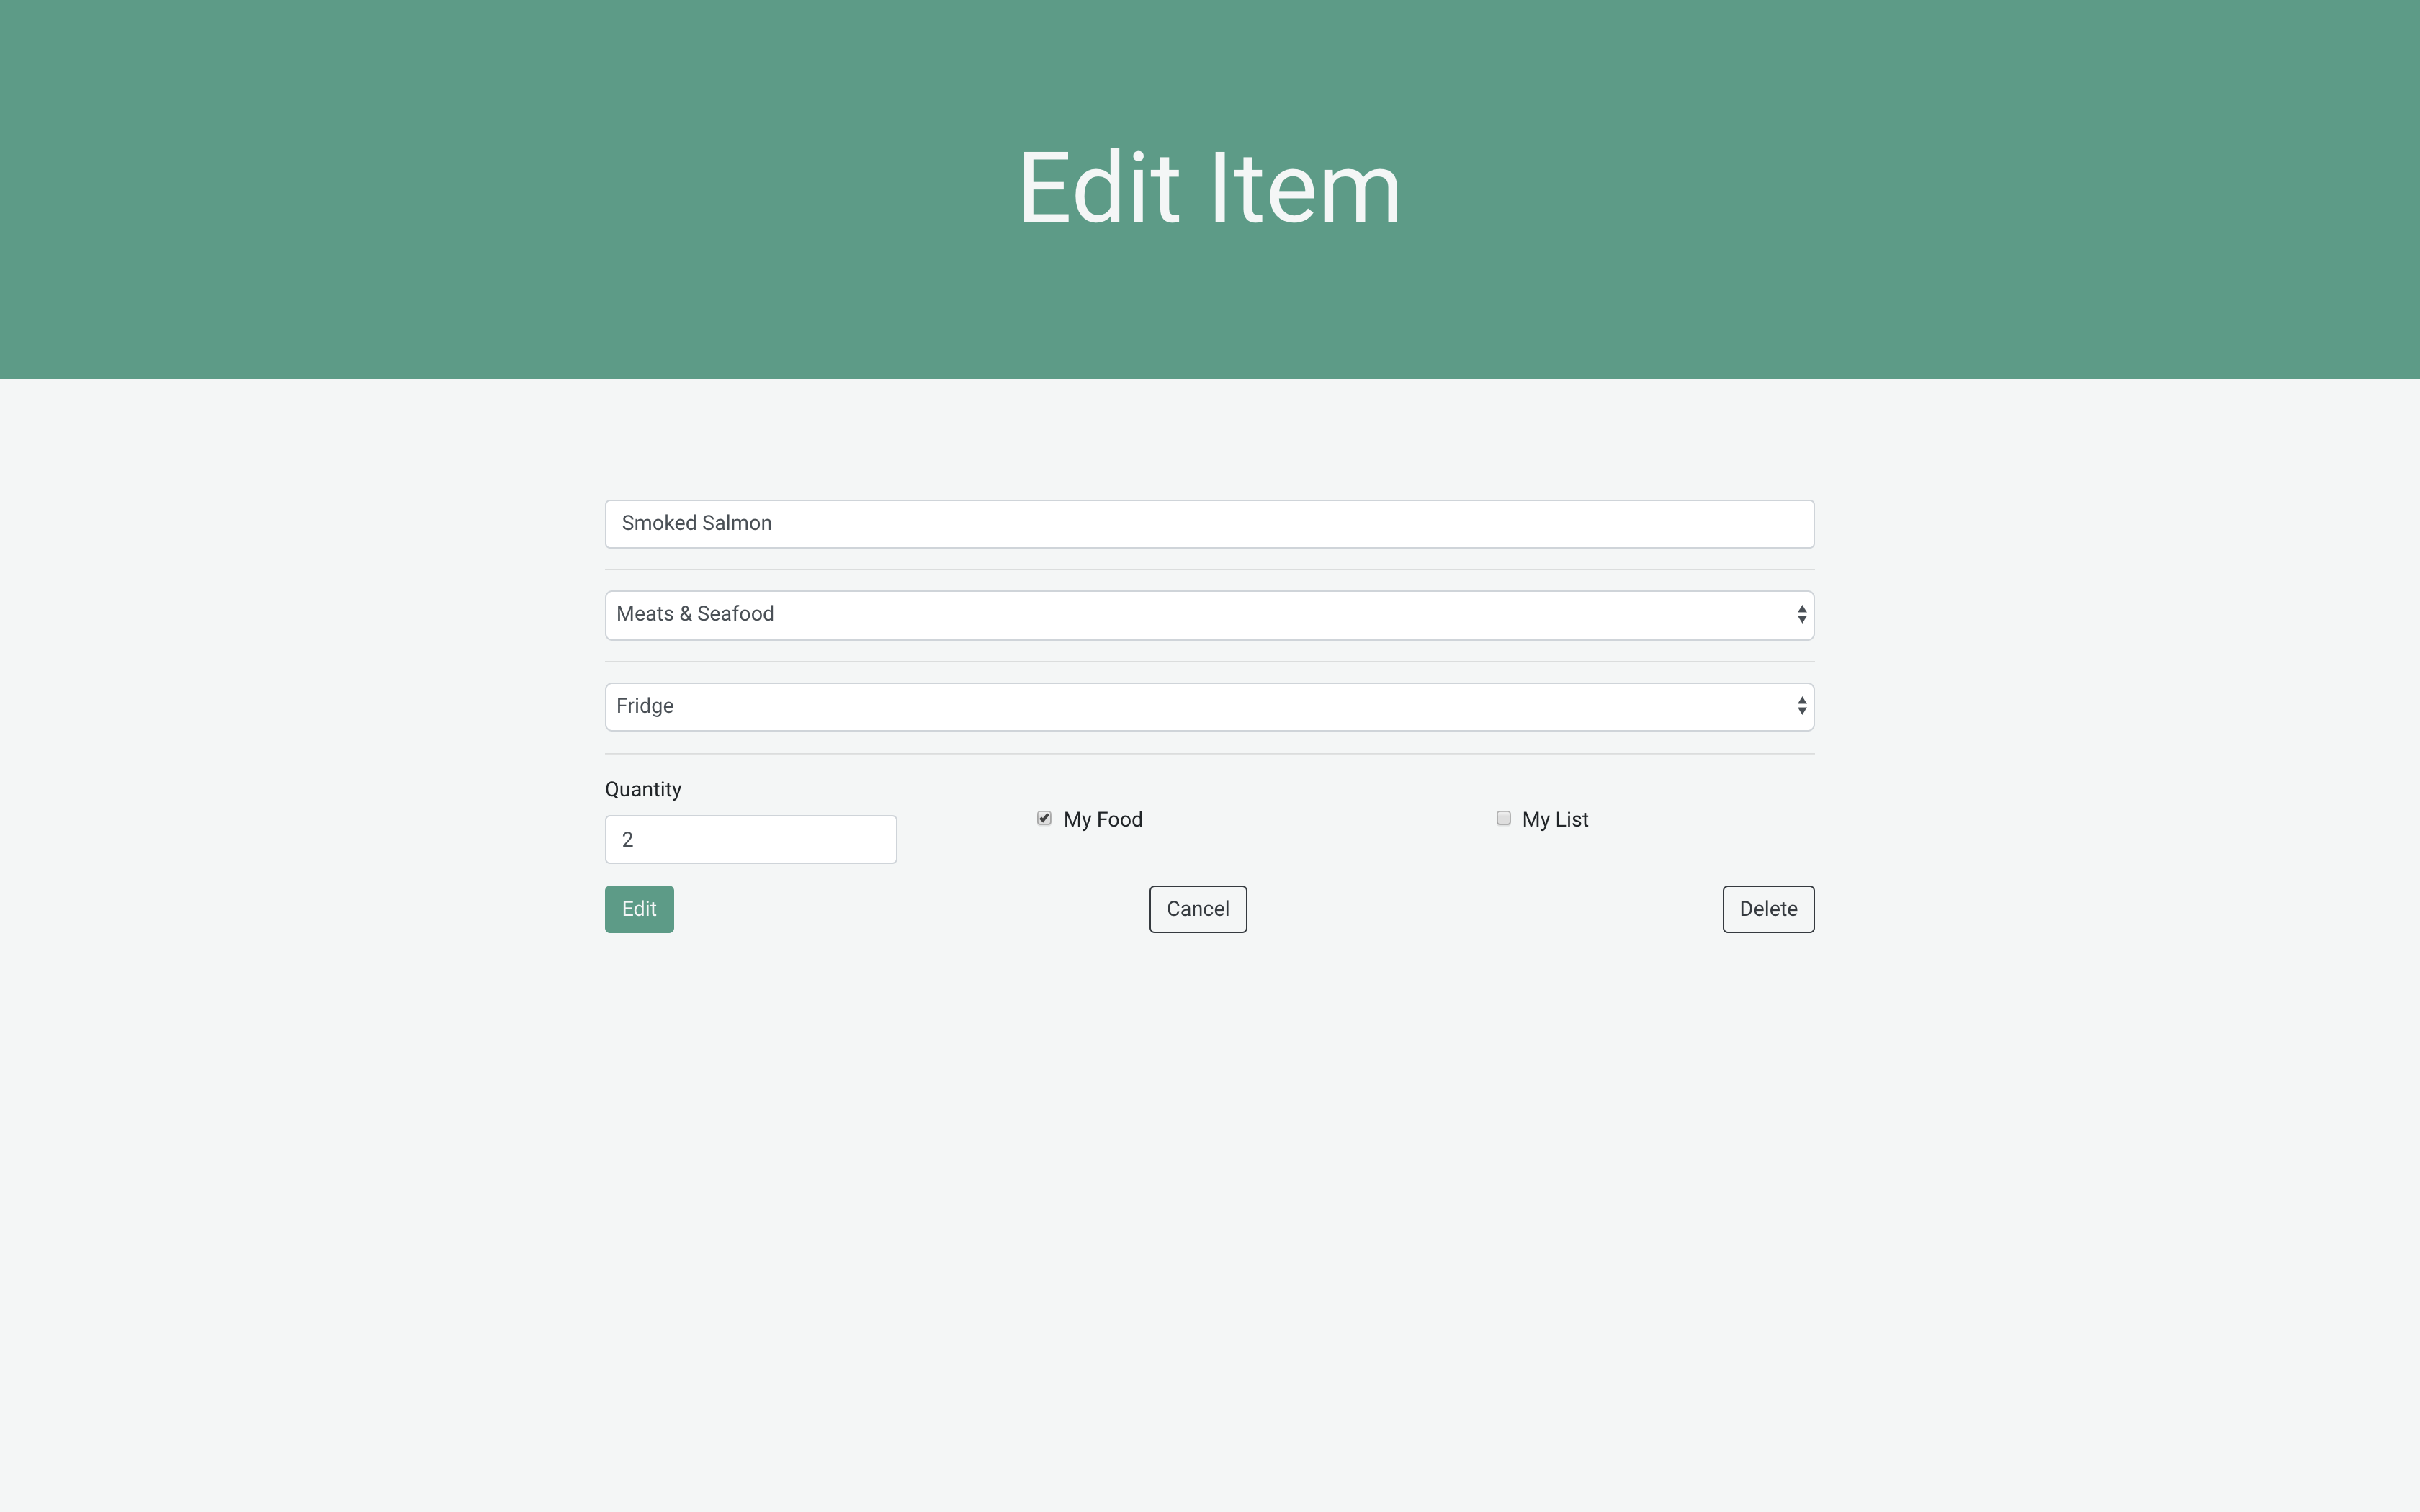 Edit Item
Smoked Salmon
Meats & Seafood
Fridge
Quantity
2
My Food
My List
Edit
Cancel
Delete